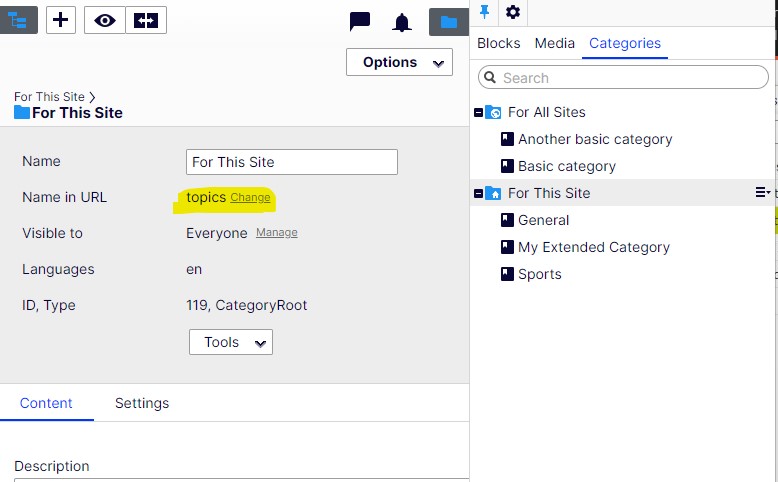 Options
For This Site >
For This Site
Name For This Site
Name in URL topics Change
Visible to Everyone Manage
Languages en
ID, Type 119, CategoryRoot
Tools
Content Settings
Description
Blocks Media Categories
Search
For All Sites
Another basic category
Basic category
For This Site
General
My Extended Category
Sports